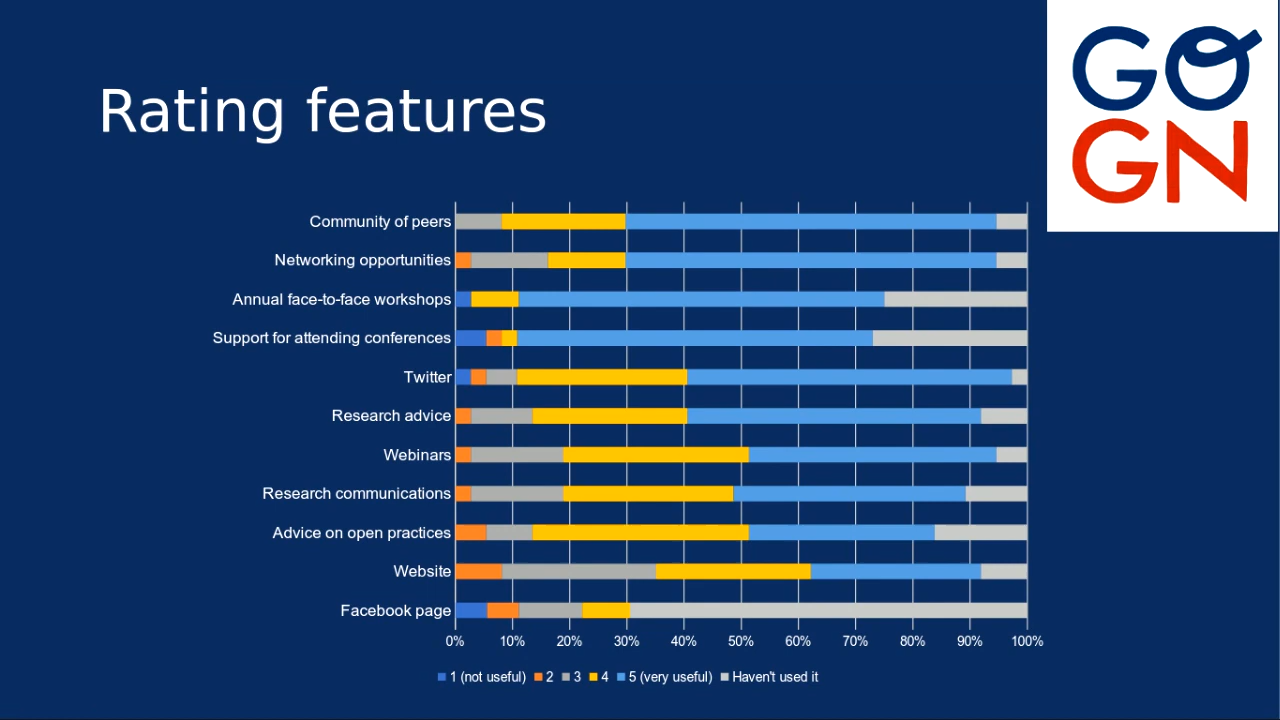 GO
GN
Rating features
Community of peers
Networking opportunities
Annual face-to-face workshops
Support for attending conferences
Twitter
Research advice
Webinars
Research communications
Advice on open practices
Website
Facebook page
0% 10% 20% 30% 40% 50% 60% 70% 80% 90% 100%
1 (not useful) 2 3 4 5 (very useful) Haven't used it